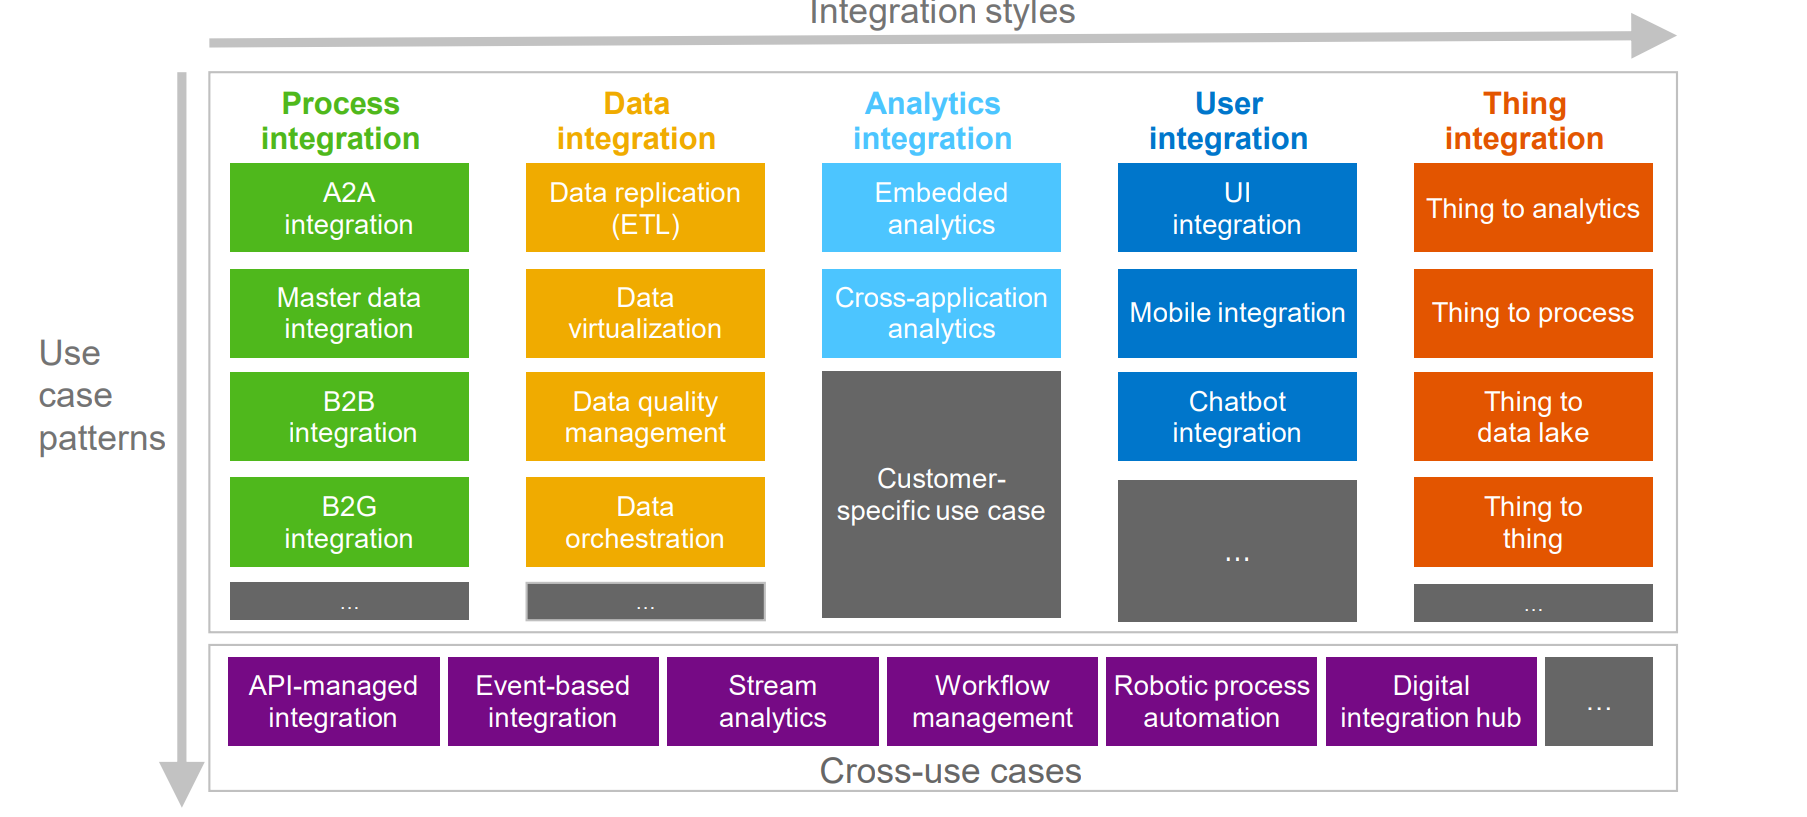 Integration styles
Use
case
patterns
Process
integration
A2A
integration
Master data
integration
B2B
integration
B2G
integration
...
Data
integration
Data replication
(ETL)
Data
virtualization
Data quality
management
Data
orchestration
...
Analytics
integration
Embedded
analytics
Cross-application
analytics
Customer-
specific use case
User
integration
UI
integration
Mobile integration
Chatbot
integration
...
Thing
integration
Thing to analytics
Thing to process
Thing to
data lake
Thing to
thing
...
API-managed
integration
Event-based
integration
Stream
analytics
Workflow
management
Robotic process
automation
Digital
integration hub
...
Cross-use cases